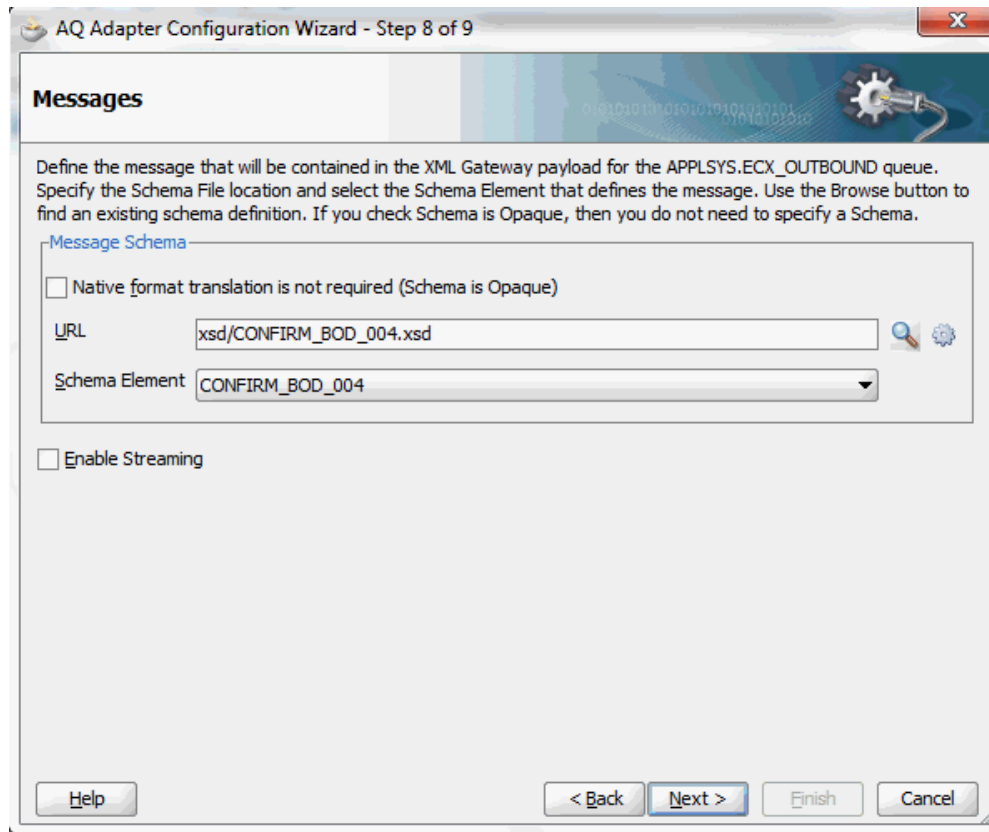 AQ Adapter Configuration Wizard - Step 8 of 9
X
Messages
Define the message that will be contained in the XML Gateway payload for the APPLSYS.ECX_OUTBOUND queue.
Specify the Schema File location and select the Schema Element that defines the message. Use the Browse button to
find an existing schema definition. If you check Schema is Opaque, then you do not need to specify a Schema.
Message Schema
Native format translation is not required (Schema is Opaque)
URL xsd/CONFIRM_BOD_004.xsd
Schema Element CONFIRM_BOD_004
Enable Streaming
Help < Back Next > Finish Cancel